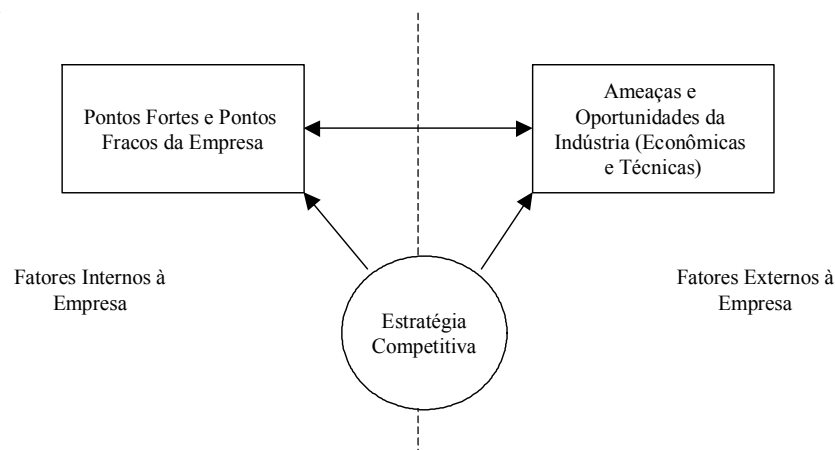 Pontos Fortes e Pontos
Fracos da Empresa
Ameaças e
Oportunidades da
Indústria (Econômicas
e Técnicas)
Fatores Internos à
Empresa
Fatores Externos à
Empresa
Estratégia
Competitiva